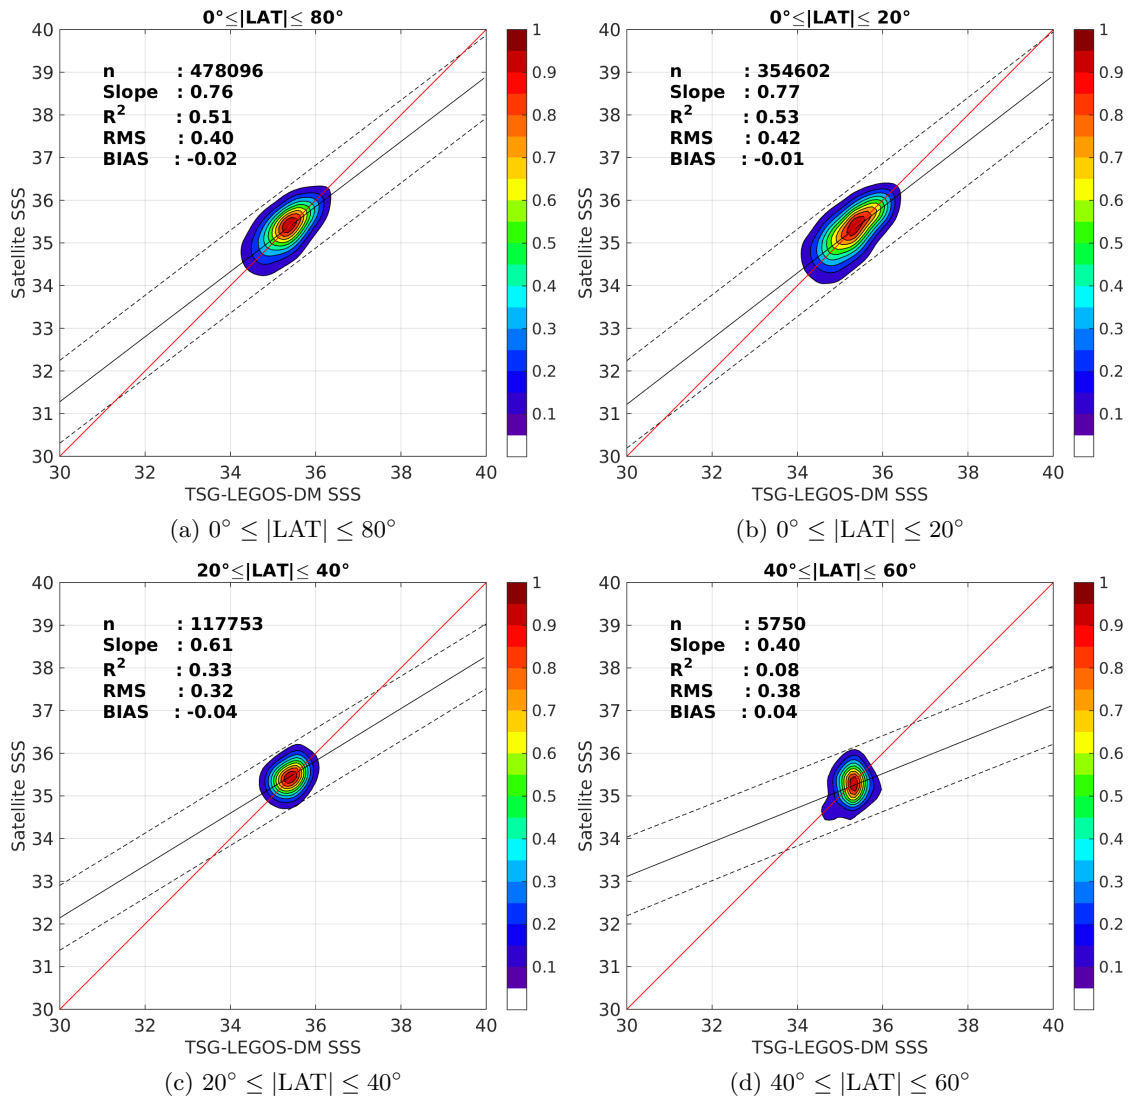 0°≤|LAT|≤ 80°
n : 478096
Slope : 0.76
R² : 0.51
RMS : 0.40
BIAS : -0.02
40
39
38
37
36
35
34
33
32
31
30
Satellite SSS
30 32 34 36 38 40
TSG-LEGOS-DM SSS
1
0.9
0.8
0.7
0.6
0.5
0.4
0.3
0.2
0.1
(a) 0° ≤ |LAT| ≤ 80°
0°≤|LAT|≤ 20°
n : 354602
Slope : 0.77
R² : 0.53
RMS : 0.42
BIAS : -0.01
40
39
38
37
36
35
34
33
32
31
30
Satellite SSS
30 32 34 36 38 40
TSG-LEGOS-DM SSS
1
0.9
0.8
0.7
0.6
0.5
0.4
0.3
0.2
0.1
(b) 0° ≤ |LAT| ≤ 20°
20°≤|LAT|≤ 40°
n : 117753
Slope : 0.61
R² : 0.33
RMS : 0.32
BIAS : -0.04
40
39
38
37
36
35
34
33
32
31
30
Satellite SSS
30 32 34 36 38 40
TSG-LEGOS-DM SSS
1
0.9
0.8
0.7
0.6
0.5
0.4
0.3
0.2
0.1
(c) 20° ≤ |LAT| ≤ 40°
40°≤|LAT|≤ 60°
n : 5750
Slope : 0.40
R² : 0.08
RMS : 0.38
BIAS : 0.04
40
39
38
37
36
35
34
33
32
31
30
Satellite SSS
30 32 34 36 38 40
TSG-LEGOS-DM SSS
1
0.9
0.8
0.7
0.6
0.5
0.4
0.3
0.2
0.1
(d) 40° ≤ |LAT| ≤ 60°